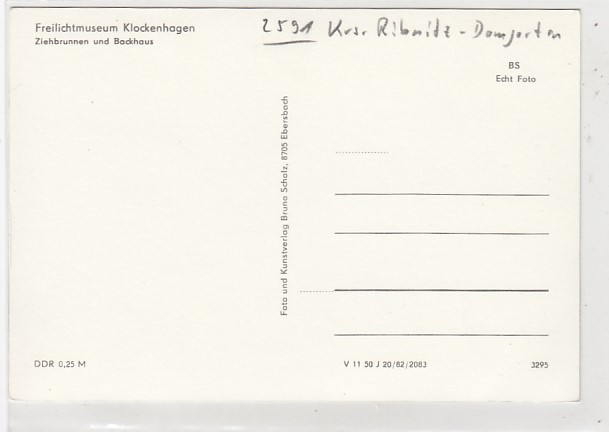 Freilichtmuseum Klockenhagen
Ziehbrunnen und Backhaus
2591 Krsr Ribnitz - Damgarten
BS
Echt Foto
Foto und Kunstverlag Bruno Scholz, 8705 Ebersbach
DDR 0,25 M
V 11 50 J 20/82/2083
3295